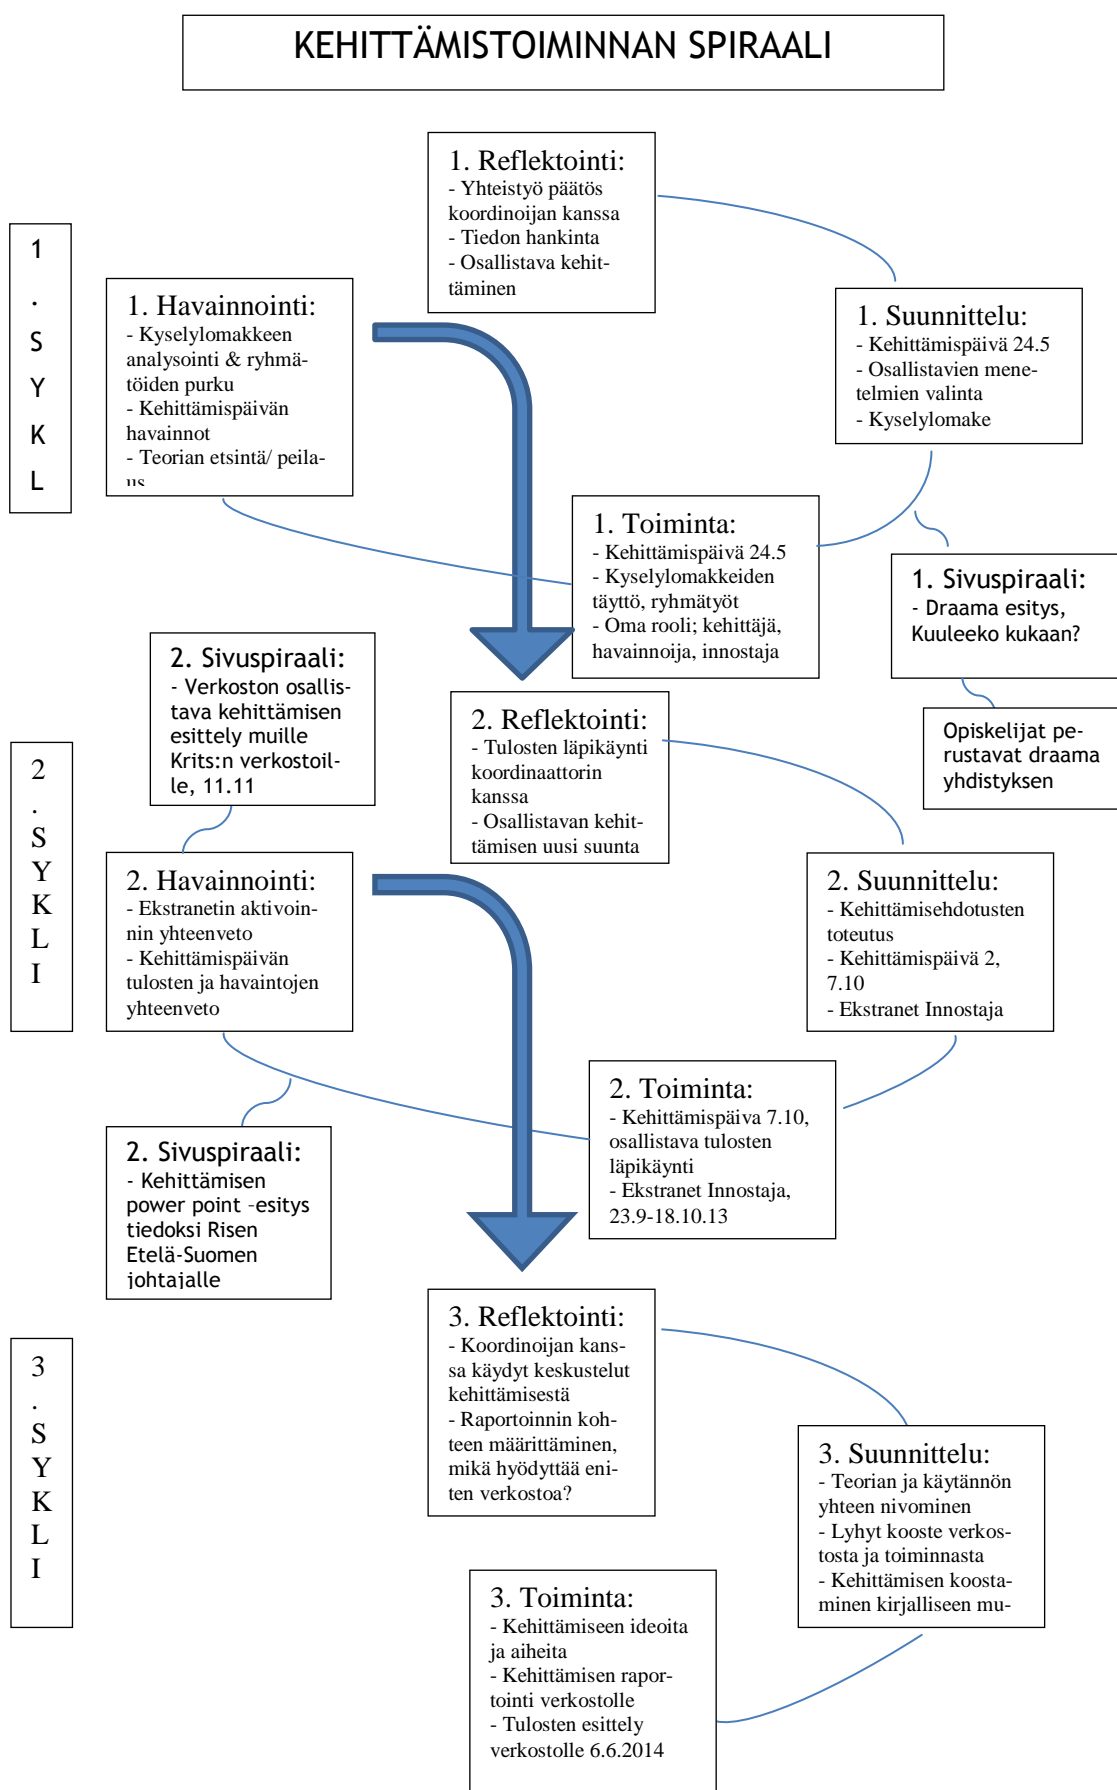 KEHITTÄMISTOIMINNAN SPIRAALI
1
.
S
Y
K
L
1. Reflektointi:
- Yhteistyö päätös
koordinoijan kanssa
- Tiedon hankinta
- Osallistava kehit-
täminen
1. Suunnittelu:
- Kehittämispäivä 24.5
- Osallistavien mene-
telmien valinta
- Kyselylomake
1. Havainnointi:
- Kyselylomakkeen
analysointi & ryhmä-
töiden purku
- Kehittämispäivän
havainnot
- Teorian etsintä/ peila-
us
1. Toiminta:
- Kehittämispäivä 24.5
- Kyselylomakkeiden
täyttö, ryhmätyöt
- Oma rooli; kehittäjä,
havainnoija, innostaja
1. Sivuspiraali:
- Draama esitys,
Kuuleeko kukaan?
Opiskelijat pe-
rustavat draama
yhdistyksen
2. Sivuspiraali:
- Verkoston osallis-
tava kehittämisen
esittely muille
Krits:n verkostoil-
le, 11.11
2
.
S
Y
K
L
I
2. Reflektointi:
- Tulosten läpikäynti
koordinaattorin
kanssa
- Osallistavan kehit-
tämisen uusi suunta
2. Suunnittelu:
- Kehittämisehdotusten
toteutus
- Kehittämispäivä 2,
7.10
- Ekstranet Innostaja
2. Havainnointi:
- Ekstranetin aktivoin-
nin yhteenveto
- Kehittämispäivän
tulosten ja havaintojen
yhteenveto
2. Toiminta:
- Kehittämispäiva 7.10,
osallistava tulosten
läpikäynti
- Ekstranet Innostaja,
23.9-18.10.13
2. Sivuspiraali:
- Kehittämisen
power point -esitys
tiedoksi Risen
Etelä-Suomen
johtajalle
3
.
S
Y
K
L
I
3. Reflektointi:
- Koordinoijan kans-
sa käydyt keskustelut
kehittämisestä
- Raportoinnin koh-
teen määrittäminen,
mikä hyödyttää eni-
ten verkostoa?
3. Suunnittelu:
- Teorian ja käytännön
yhteen nivominen
- Lyhyt kooste verkos-
tosta ja toiminnasta
- Kehittämisen koosta-
minen kirjalliseen mu-
3. Toiminta:
- Kehittämiseen ideoita
ja aiheita
- Kehittämisen rapor-
tointi verkostolle
- Tulosten esittely
verkostolle 6.6.2014